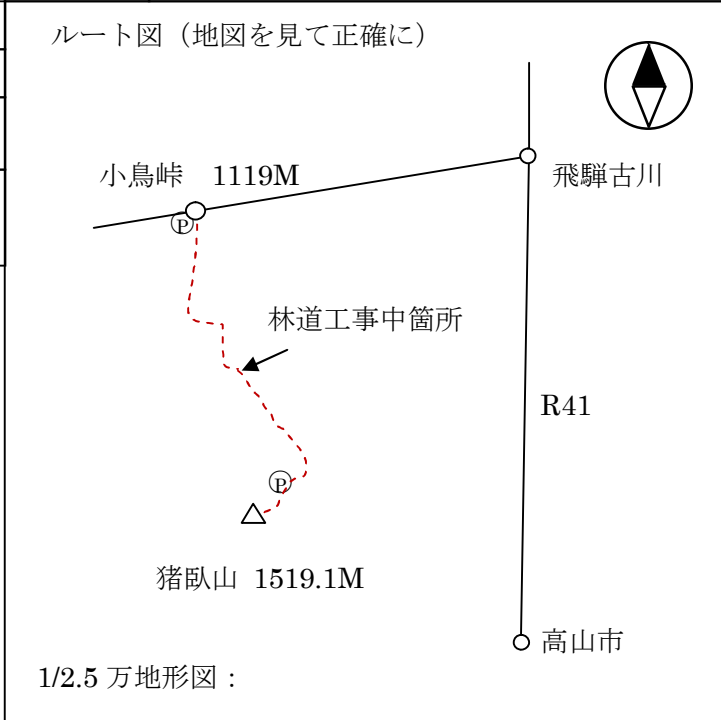 ルート図（地図を見て正確に）
小鳥峠 1119M
飛騨古川
P
林道工事中箇所
R41
P
猪臥山 1519.1M
高山市
1/2.5 万地形図：